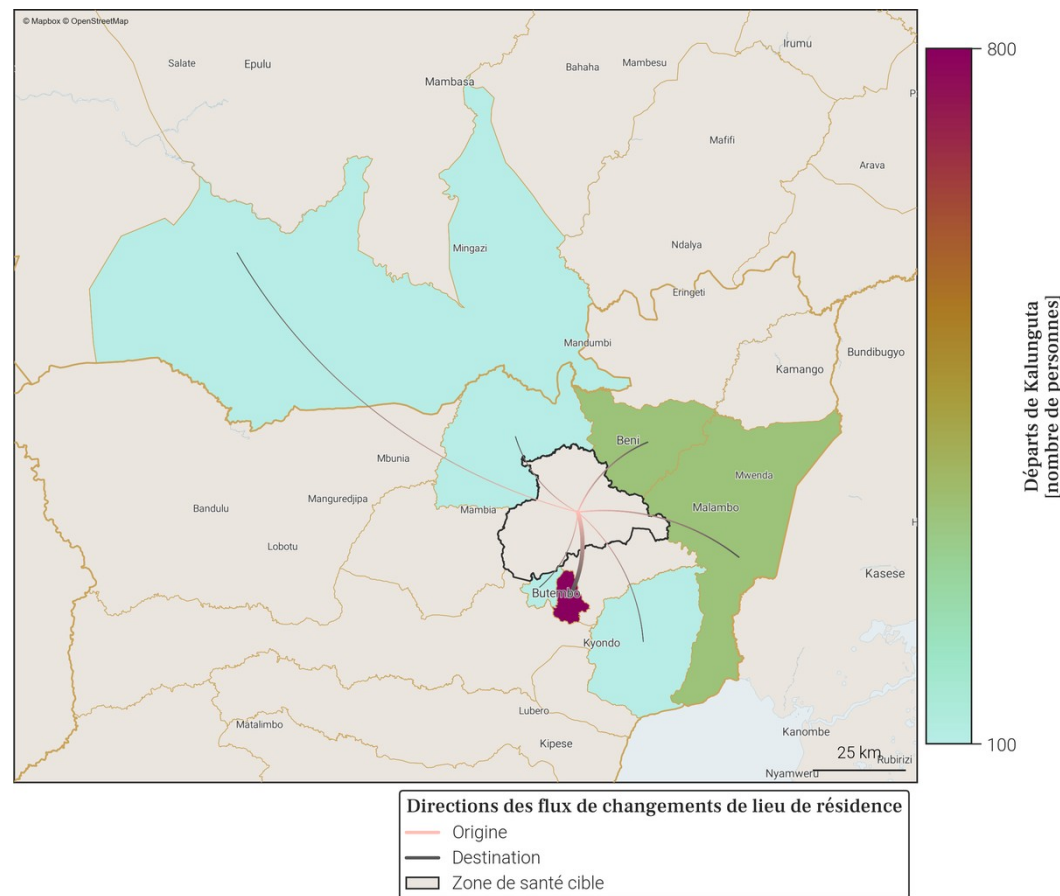 © Mapbox © OpenStreetMap
Irumu
Salate
Epulu
Bahaha
Mambesu
Mambasa
P
Mafifi
Arava
Mingazi
Ndalya
Eringeti
Mandumbi
Bundibugyo
Kamango
Beni
Mbunia
Mwenda
Manguredjipa
Bandulu
Mambia
Malambo
H
Lobotu
Kasese
Butembo
Kyondo
Lubero
Matalimbo
Kanombe
Kipese
25 km
Rubirizi
Nyamweru
800
Départs de Kalunguta
[nombre de personnes]
100
Directions des flux de changements de lieu de résidence
Origine
Destination
Zone de santé cible